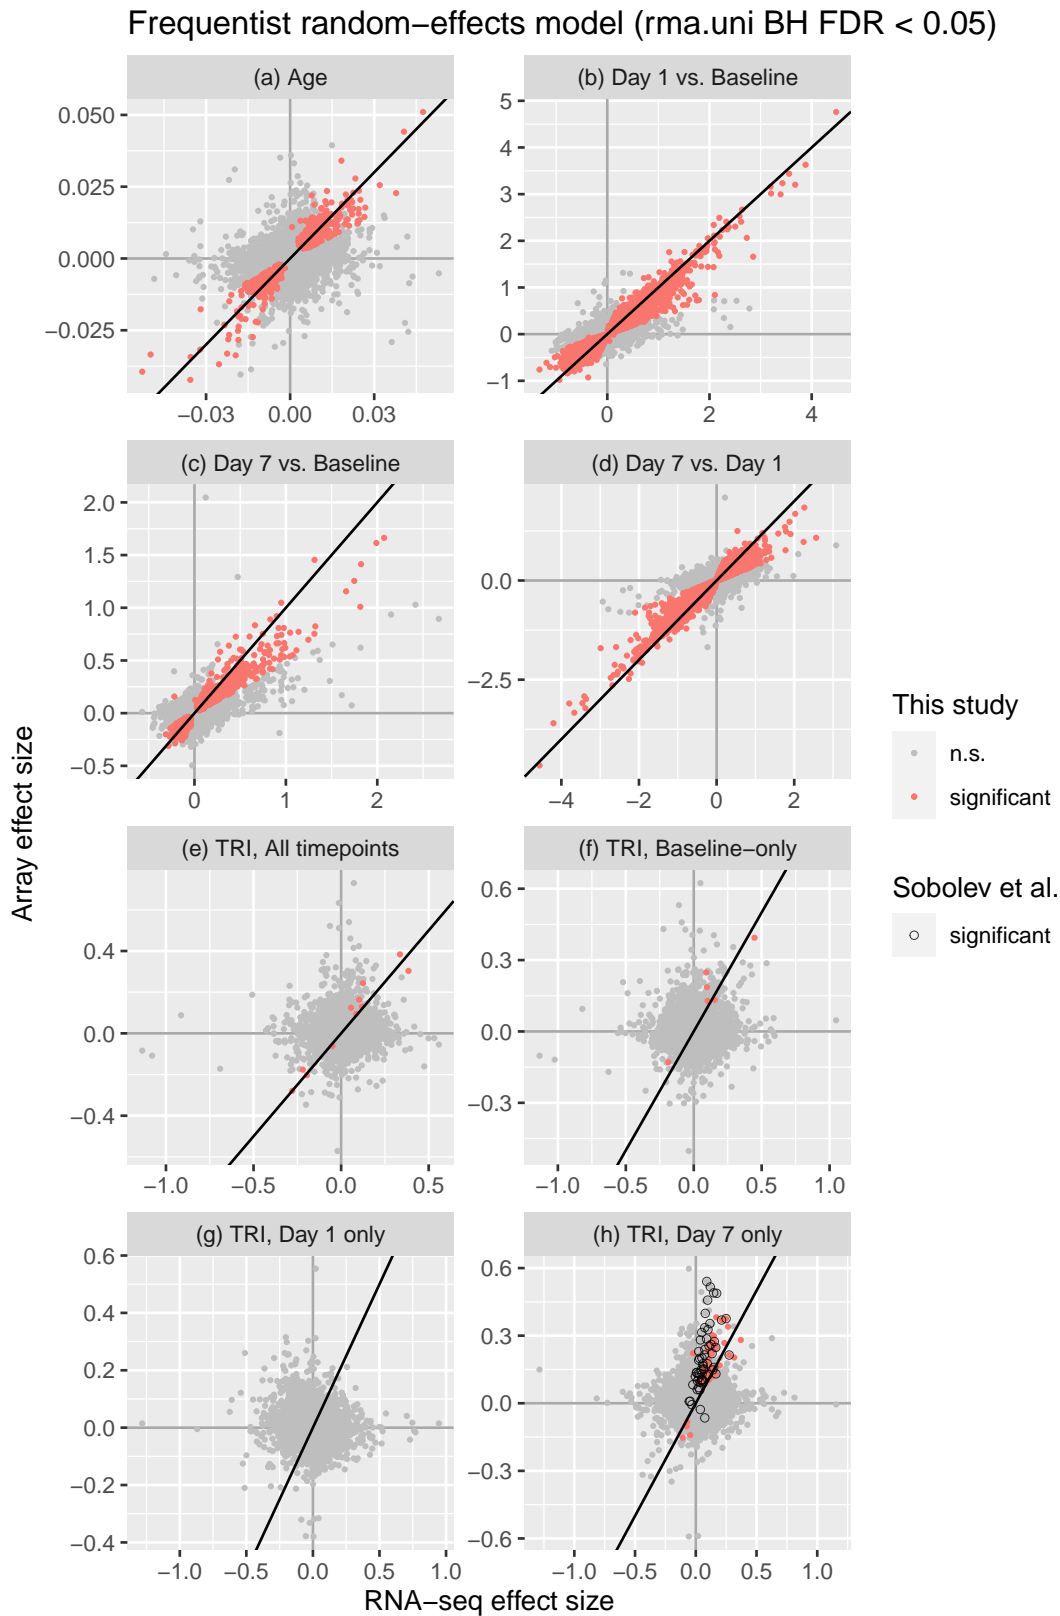 Frequentist random−effects model (rma.uni BH FDR < 0.05)
(a) Age
(b) Day 1 vs. Baseline
0.050
0.025
0.000
−0.025
−0.03 0.00 0.03
5
4
3
2
1
0
−1
0 2 4
(c) Day 7 vs. Baseline
(d) Day 7 vs. Day 1
2.0
1.5
1.0
0.5
0.0
−0.5
0 1 2
0.0
−2.5
−4 −2 0 2
(e) TRI, All timepoints
(f) TRI, Baseline−only
0.4
0.0
−0.4
−1.0 −0.5 0.0 0.5
0.6
0.3
0.0
−0.3
−1.0 −0.5 0.0 0.5 1.0
(g) TRI, Day 1 only
(h) TRI, Day 7 only
0.6
0.4
0.2
0.0
−0.2
−0.4
−1.0 −0.5 0.0 0.5 1.0
0.6
0.3
0.0
−0.3
−0.6
−1.0 −0.5 0.0 0.5 1.0
Array effect size
RNA−seq effect size
This study
n.s.
significant
Sobolev et al.
significant